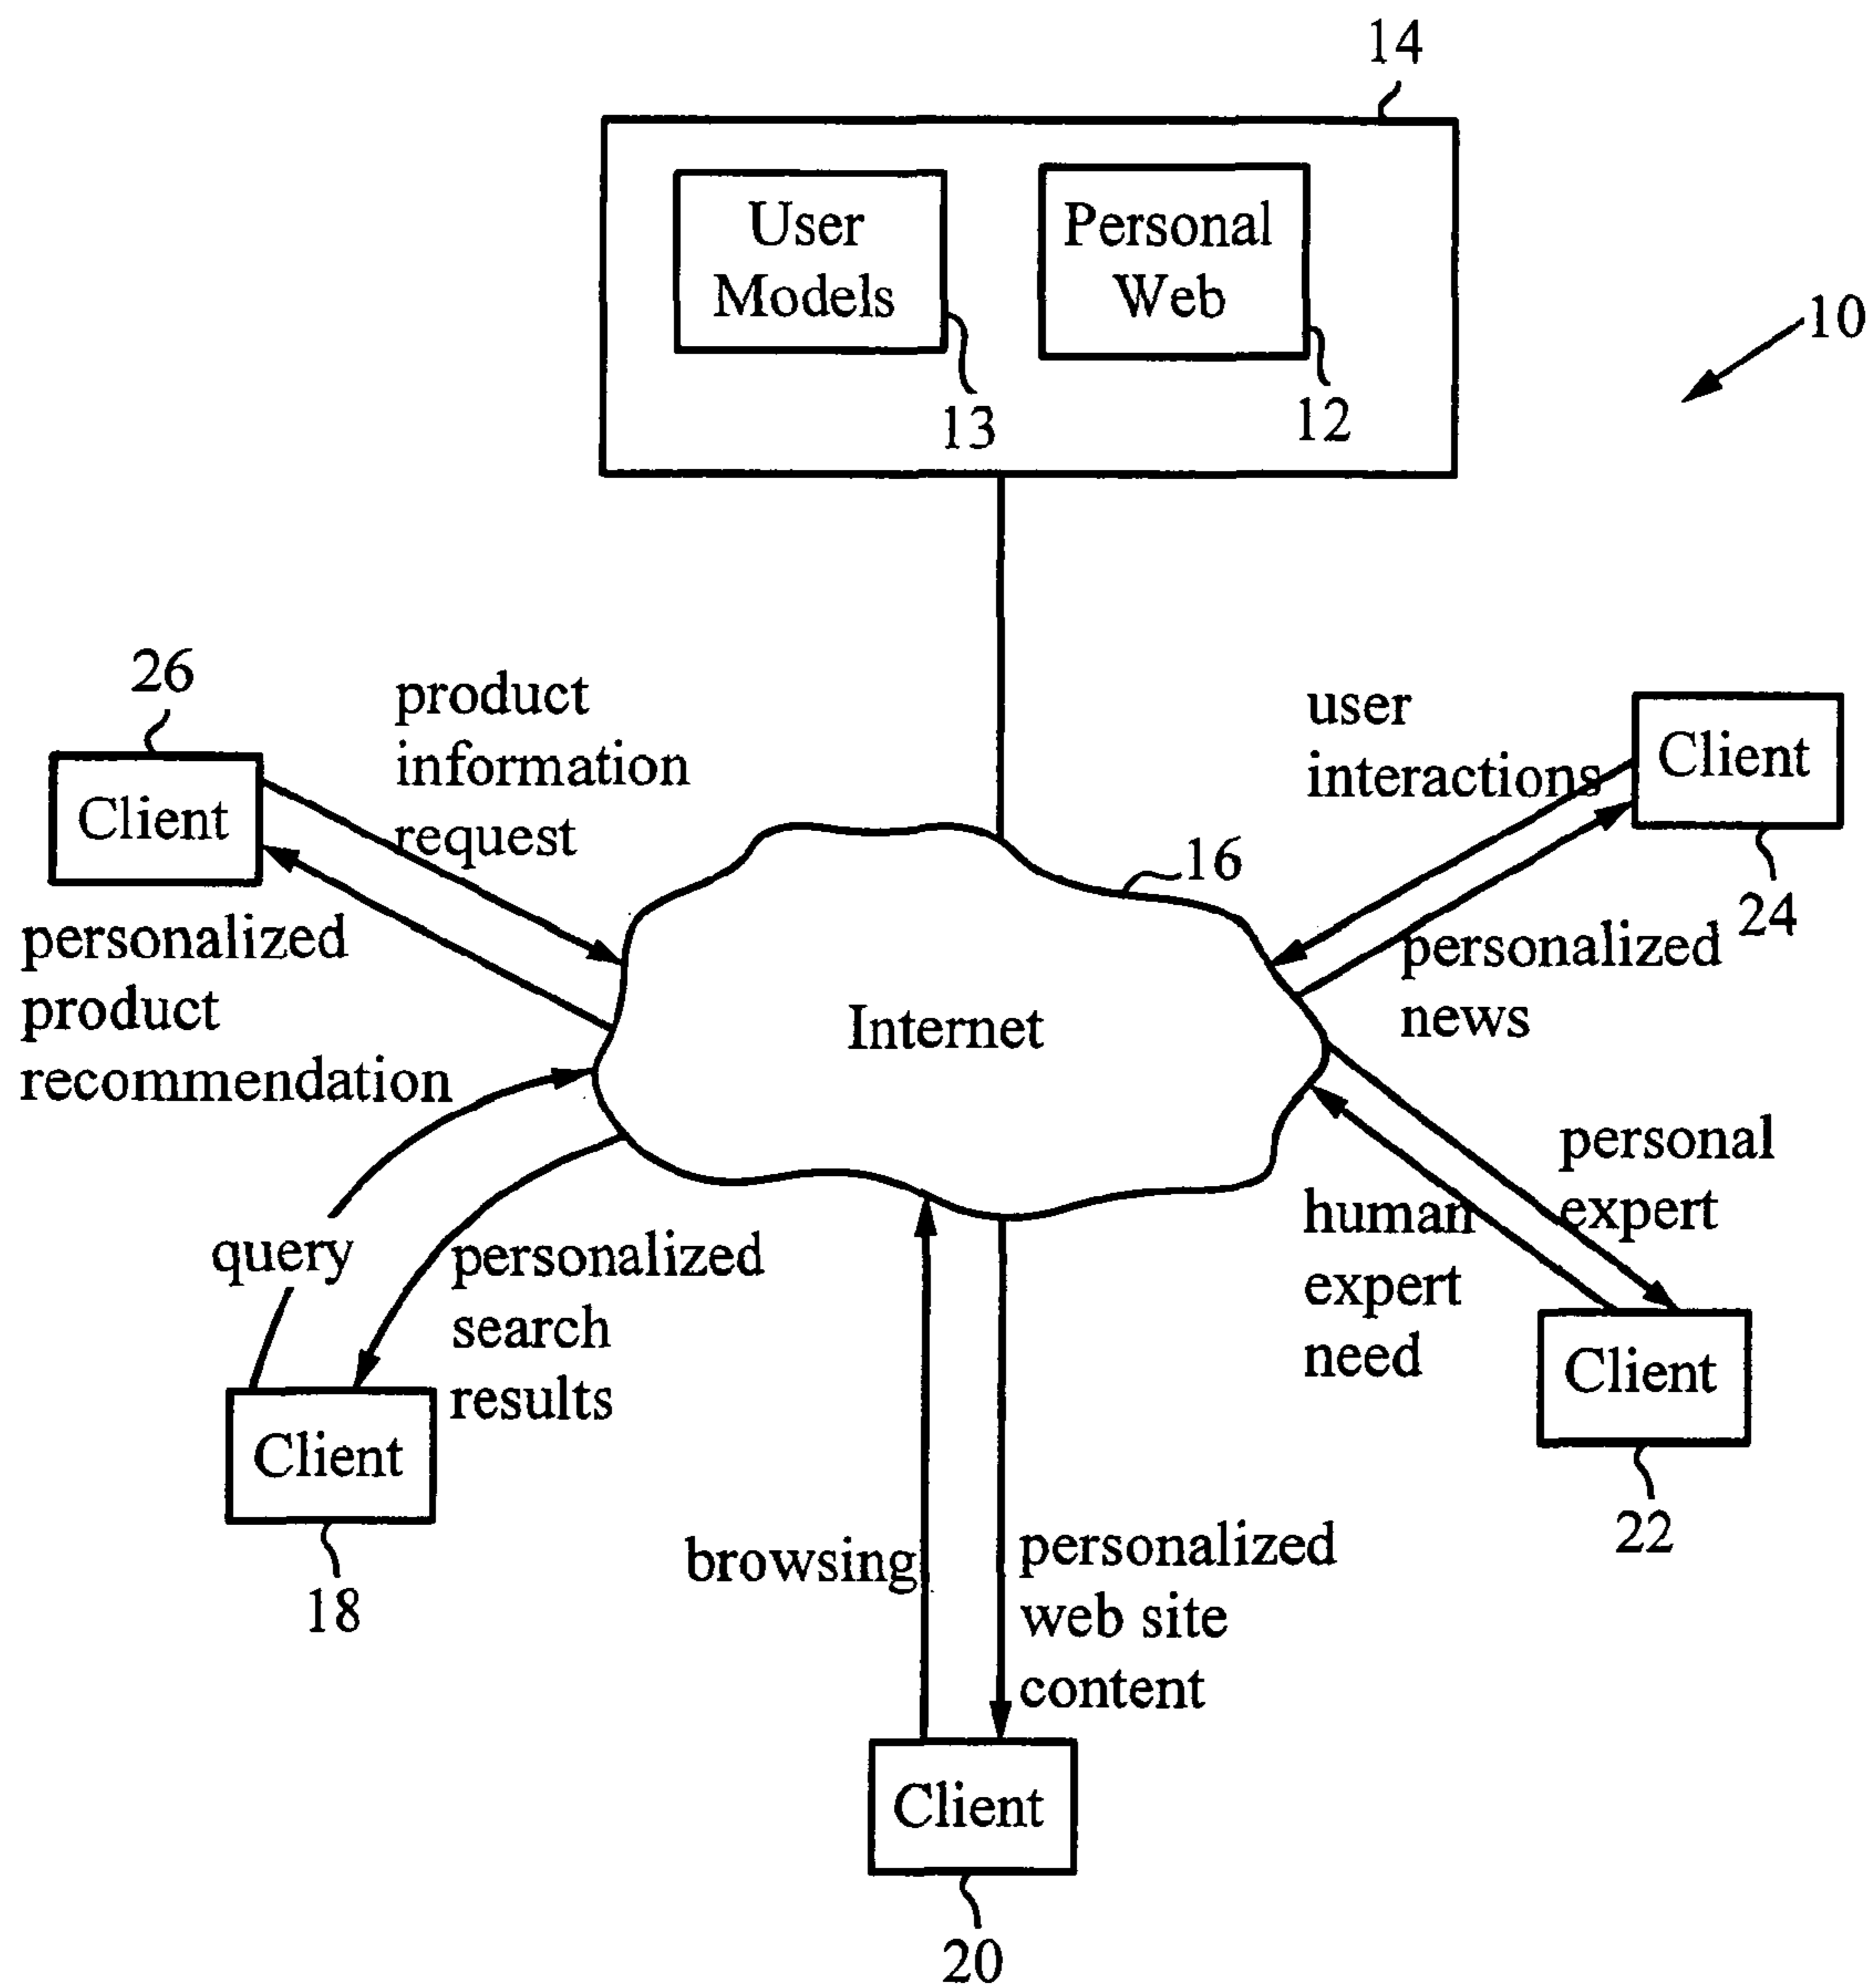 14
User
Models
Personal
Web
10
13
12
26
product
information
request
user
interactions
Client
Client
16
24
personalized
product
recommendation
personalized
news
Internet
personal
expert
human
expert
need
query
personalized
search
results
Client
Client
22
18
browsing
personalized
web site
content
Client
20